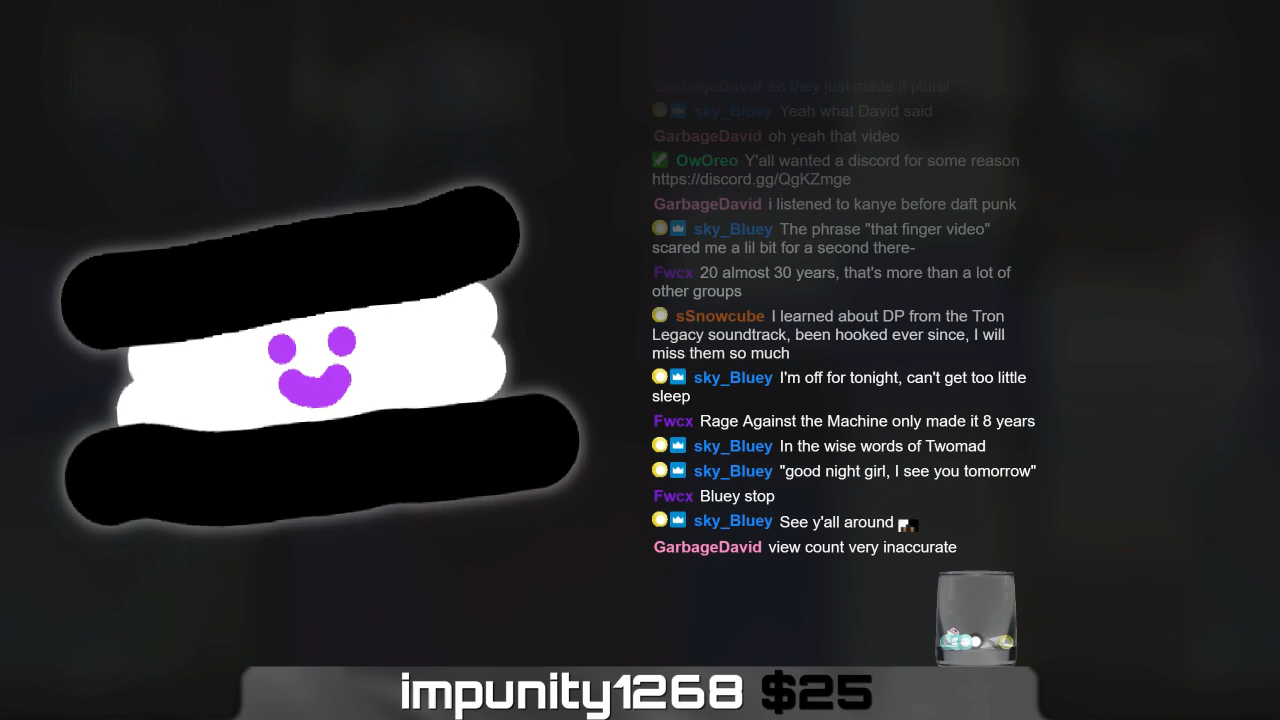 GarbageDavid so they just made it plural
sky_Bluey Yeah what David said
GarbageDavid oh yeah that video
OwOreo Y'all wanted a discord for some reason
https://discord.gg/QgKZmge
GarbageDavid i listened to kanye before daft punk
sky_Bluey The phrase "that finger video"
scared me a lil bit for a second there-
Fwcx 20 almost 30 years, that's more than a lot of
other groups
sSnowcube I learned about DP from the Tron
Legacy soundtrack, been hooked ever since, I will
miss them so much
sky_Bluey I'm off for tonight, can't get too little
sleep
Fwcx Rage Against the Machine only made it 8 years
sky_Bluey In the wise words of Twomad
sky_Bluey "good night girl, I see you tomorrow"
Fwcx Bluey stop
sky_Bluey See y'all around
GarbageDavid view count very inaccurate
impunity1268 $25